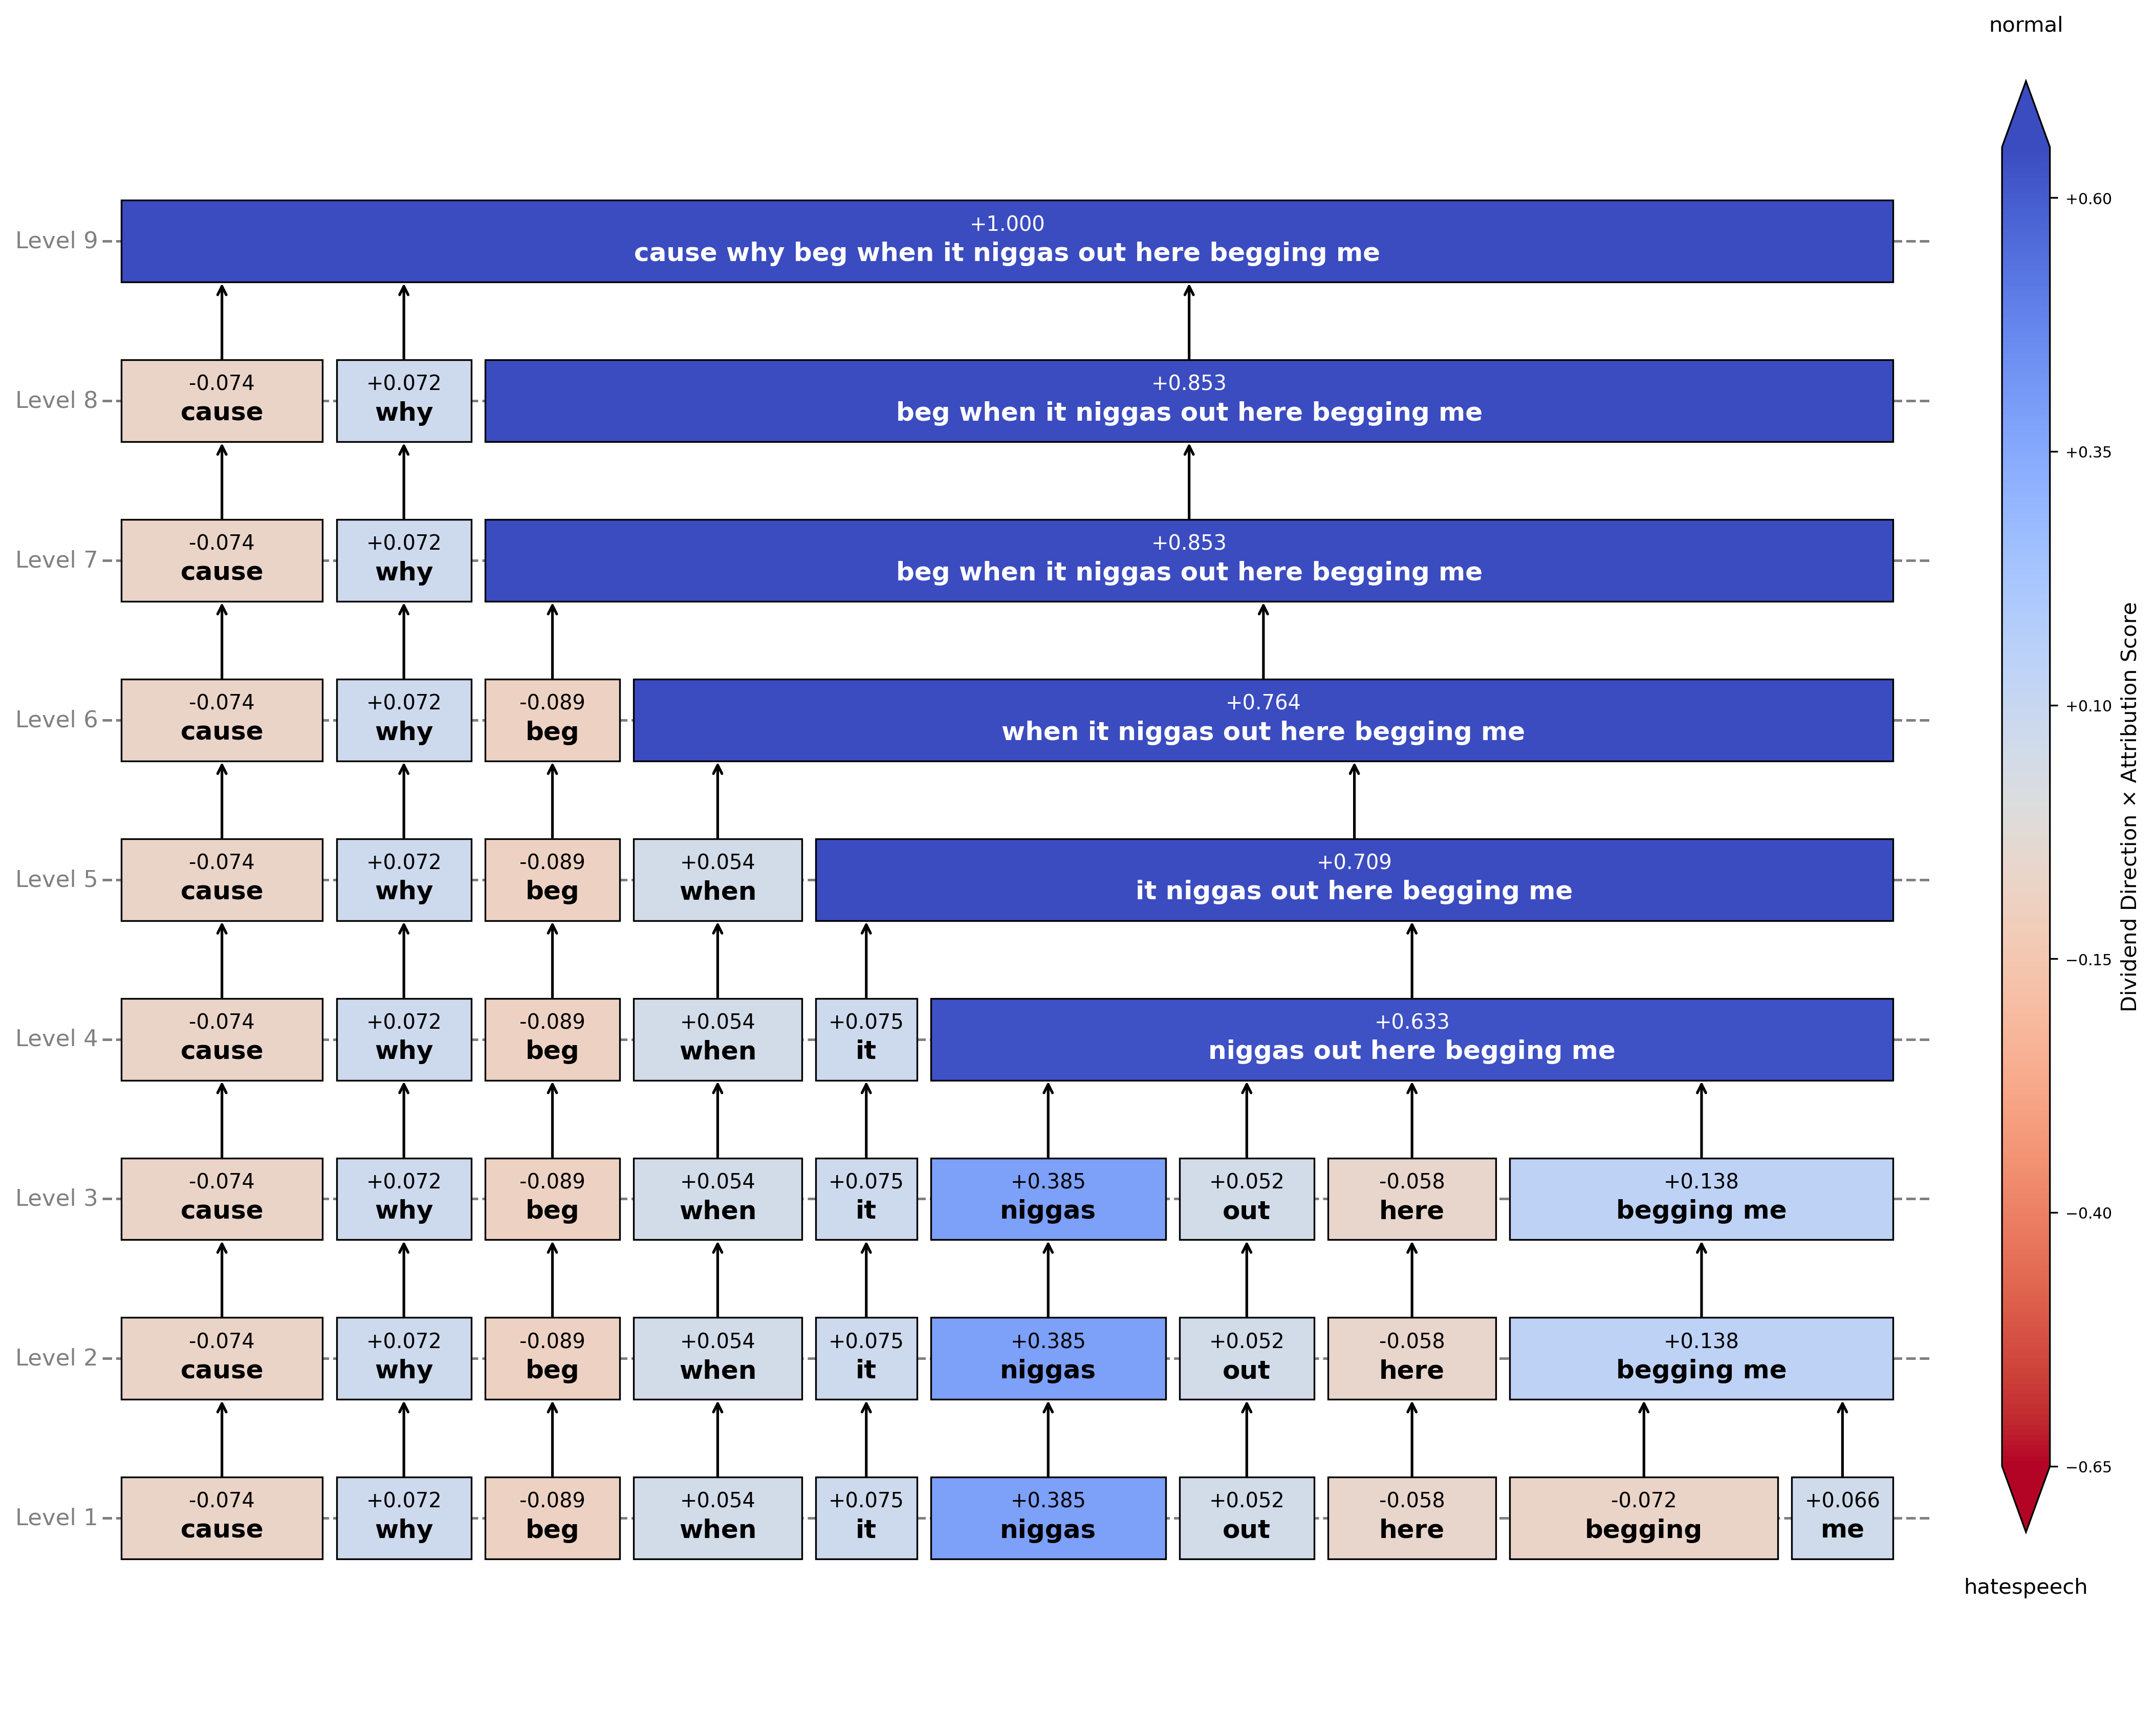 normal
Level 9
+1.000
cause why beg when it niggas out here begging me
Level 8
-0.074 +0.072 +0.853
cause why beg when it niggas out here begging me
Level 7
-0.074 +0.072 +0.853
cause why beg when it niggas out here begging me
Level 6
-0.074 +0.072 -0.089 +0.764
cause why beg when it niggas out here begging me
Level 5
-0.074 +0.072 -0.089 +0.054 +0.709
cause why beg when it niggas out here begging me
Level 4
-0.074 +0.072 -0.089 +0.054 +0.075 +0.633
cause why beg when it niggas out here begging me
Level 3
-0.074 +0.072 -0.089 +0.054 +0.075 +0.385 +0.052 -0.058 +0.138
cause why beg when it niggas out here begging me
Level 2
-0.074 +0.072 -0.089 +0.054 +0.075 +0.385 +0.052 -0.058 +0.138
cause why beg when it niggas out here begging me
Level 1
-0.074 +0.072 -0.089 +0.054 +0.075 +0.385 +0.052 -0.058 -0.072 +0.066
cause why beg when it niggas out here begging me
+0.60
+0.35
+0.10
−0.15
−0.40
−0.65
Dividend Direction × Attribution Score
hatespeech